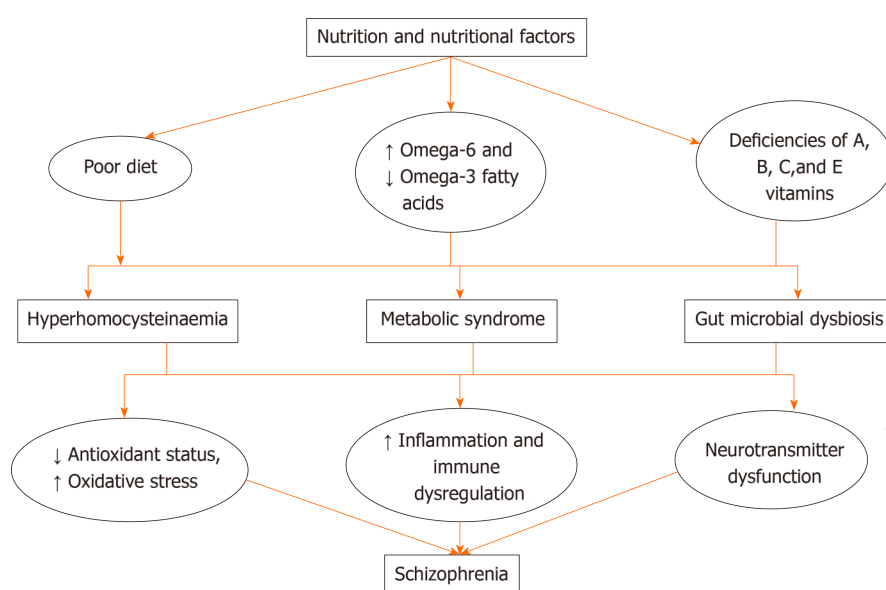 Nutrition and nutritional factors
Poor diet
↑ Omega-6 and
↓ Omega-3 fatty
acids
Deficiencies of A,
B, C,and E
vitamins
Hyperhomocysteinaemia
Metabolic syndrome
Gut microbial dysbiosis
↓ Antioxidant status,
↑ Oxidative stress
↑ Inflammation and
immune
dysregulation
Neurotransmitter
dysfunction
Schizophrenia